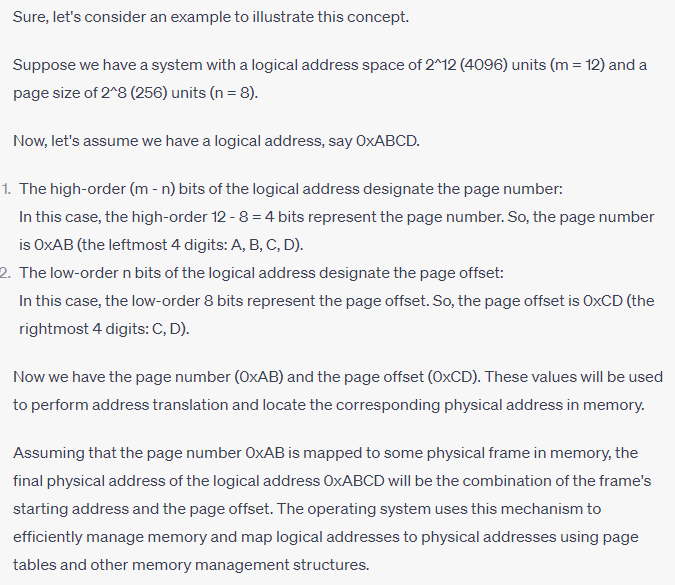 Sure, let's consider an example to illustrate this concept.
Suppose we have a system with a logical address space of 2^12 (4096) units (m = 12) and a
page size of 2^8 (256) units (n = 8).
Now, let's assume we have a logical address, say 0xABCD.
1. The high-order (m - n) bits of the logical address designate the page number:
In this case, the high-order 12 - 8 = 4 bits represent the page number. So, the page number
is 0xAB (the leftmost 4 digits: A, B, C, D).
2. The low-order n bits of the logical address designate the page offset:
In this case, the low-order 8 bits represent the page offset. So, the page offset is 0xCD (the
rightmost 4 digits: C, D).
Now we have the page number (0xAB) and the page offset (0xCD). These values will be used
to perform address translation and locate the corresponding physical address in memory.
Assuming that the page number 0xAB is mapped to some physical frame in memory, the
final physical address of the logical address 0xABCD will be the combination of the frame's
starting address and the page offset. The operating system uses this mechanism to
efficiently manage memory and map logical addresses to physical addresses using page
tables and other memory management structures.